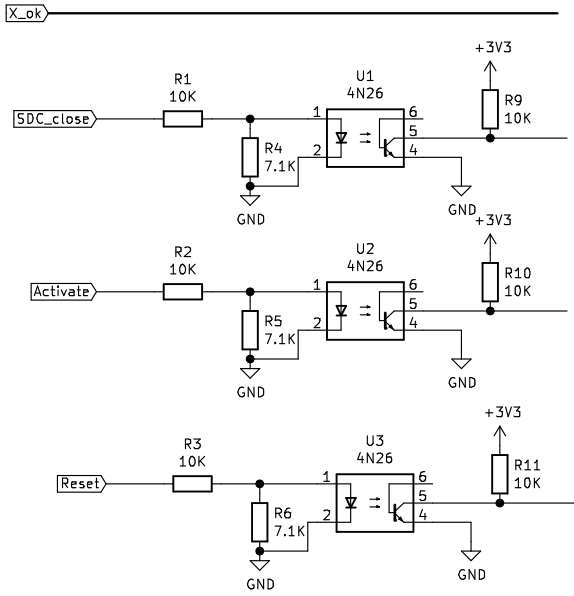 X_ok
+3V3
R1
10K
U1
4N26
R9
10K
SDC_close
1
6
5
R4
7.1K
2
4
GND
GND
+3V3
R2
10K
U2
4N26
R10
10K
Activate
1
6
5
R5
7.1K
2
4
GND
GND
+3V3
R3
10K
U3
4N26
R11
10K
Reset
1
6
5
R6
7.1K
2
4
GND
GND